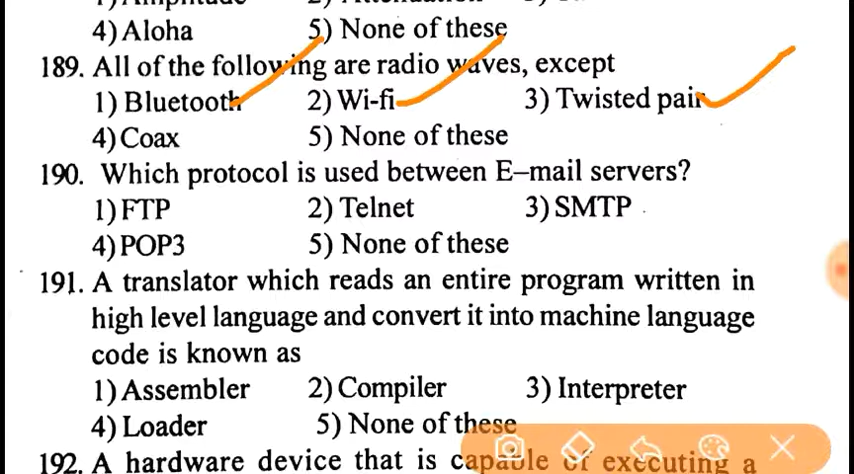 4) Aloha 5) None of these
189. All of the following are radio waves, except
1) Bluetooth 2) Wi-fi 3) Twisted pair
4) Coax 5) None of these
190. Which protocol is used between E–mail servers?
1) FTP 2) Telnet 3) SMTP
4) POP3 5) None of these
191. A translator which reads an entire program written in
high level language and convert it into machine language
code is known as
1) Assembler 2) Compiler 3) Interpreter
4) Loader 5) None of these
192. A hardware device that is capable of executing a